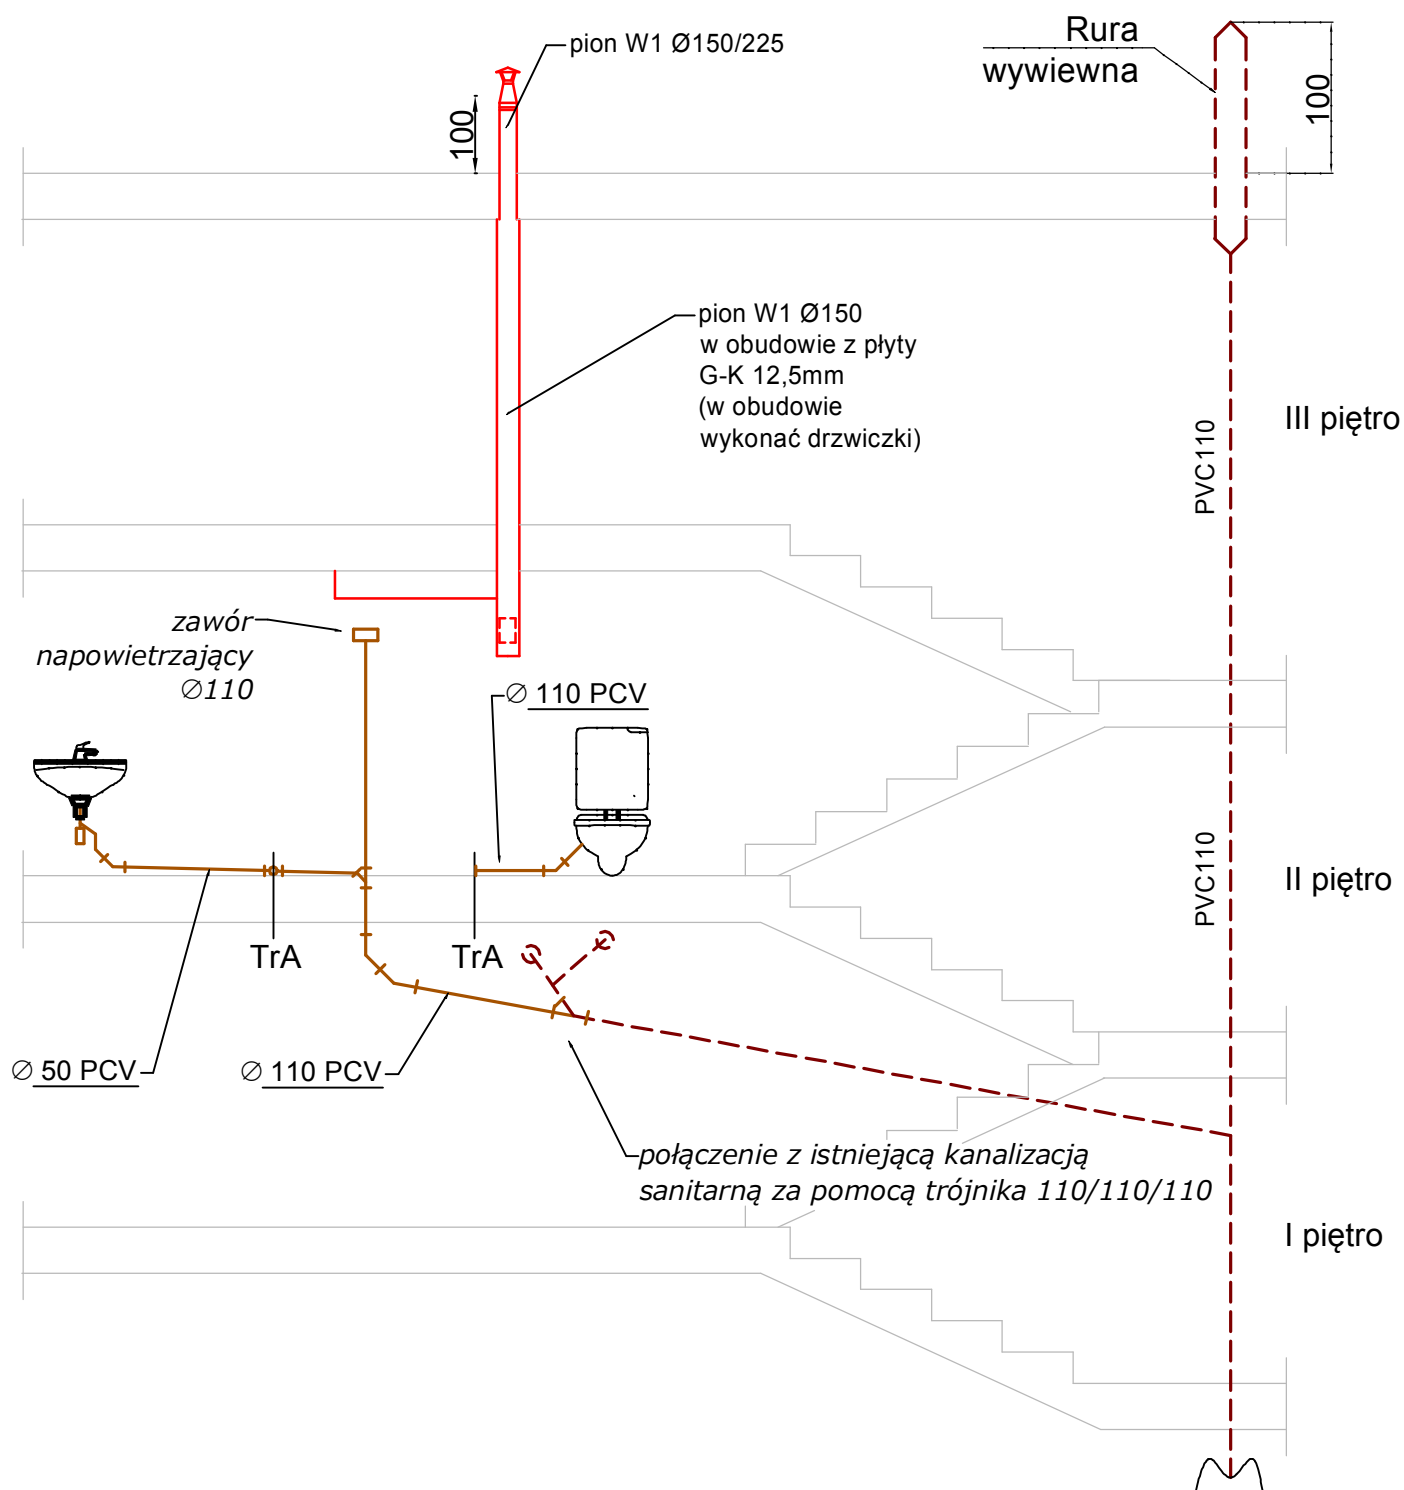 pion W1 Ø150/225
Rura
wywiewna
100
100
pion W1 Ø150
w obudowie z płyty
G-K 12,5mm
(w obudowie
wykonać drzwiczki)
III piętro
PVC110
zawór
napowietrzający
∅110
∅ 110 PCV
II piętro
PVC110
TrA
TrA
∅ 50 PCV
∅ 110 PCV
połączenie z istniejącą kanalizacją
sanitarną za pomocą trójnika 110/110/110
I piętro